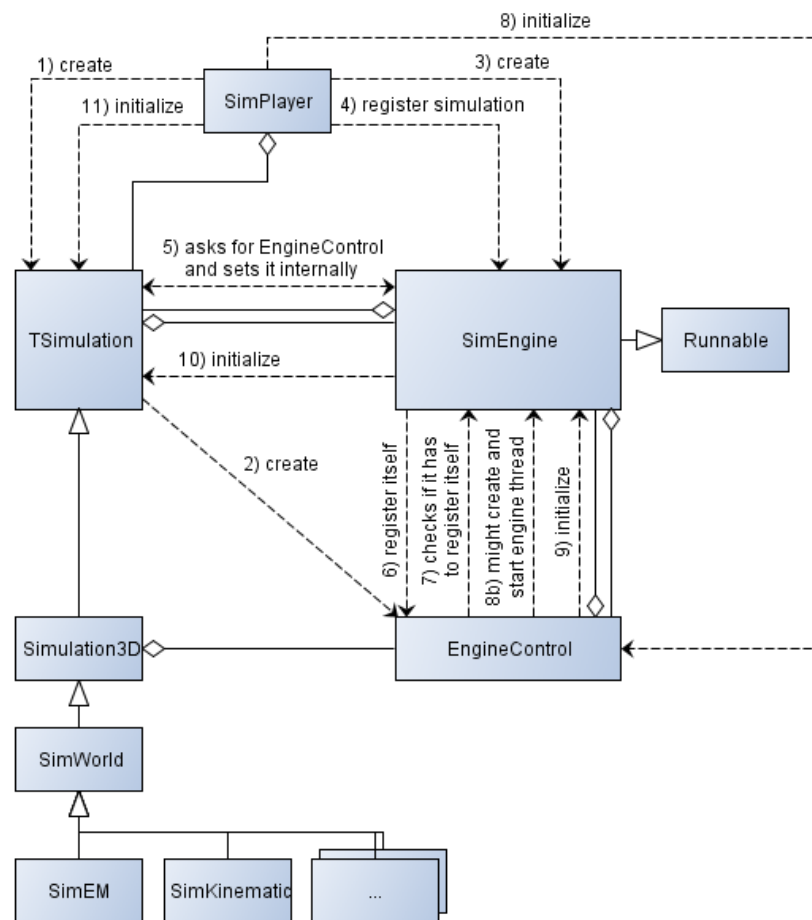 8) initialize
1) create
3) create
SimPlayer
11) initialize
4) register simulation
5) asks for EngineControl
and sets it internally
TSimulation
SimEngine
Runnable
10) initialize
2) create
6) register itself
7) checks if it has
to register itself
8b) might create and
start engine thread
9) initialize
Simulation3D
EngineControl
SimWorld
SimEM
SimKinematic
...